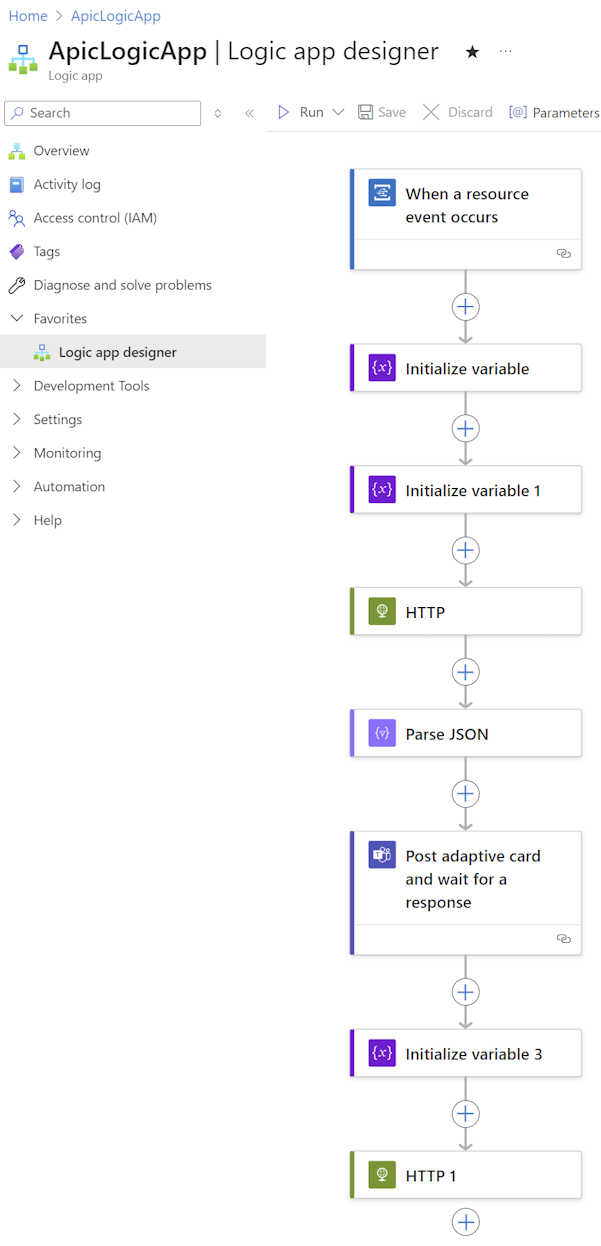 Home > ApicLogicApp
ApicLogicApp | Logic app designer ★ ...
Logic app
Search
Run
Save
Discard
[@] Parameters
Overview
Activity log
Access control (IAM)
Tags
Diagnose and solve problems
Favorites
Logic app designer
Development Tools
Settings
Monitoring
Automation
Help
When a resource
event occurs
{x} Initialize variable
{x} Initialize variable 1
HTTP
Parse JSON
Post adaptive card
and wait for a
response
{x} Initialize variable 3
HTTP 1